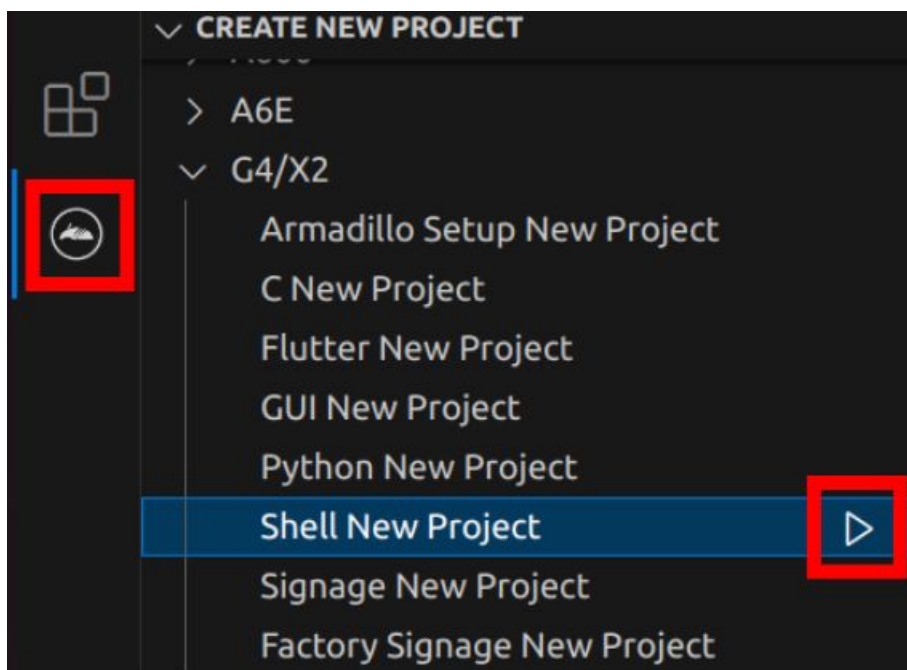 CREATE NEW PROJECT
A6E
G4/X2
Armadillo Setup New Project
C New Project
Flutter New Project
GUI New Project
Python New Project
Shell New Project
Signage New Project
Factory Signage New Project